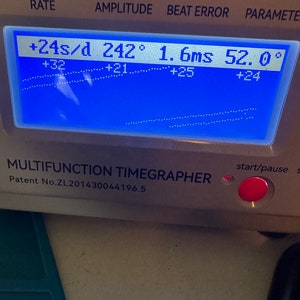 RATE AMPLITUDE BEAT ERROR PARAMETE
+24s/d 242° 1.6ms 52.0°
+32 +21 +25 +24
MULTIFUNCTION TIMEGRAPHER
start/pause
Patent No.ZL201430044196.5